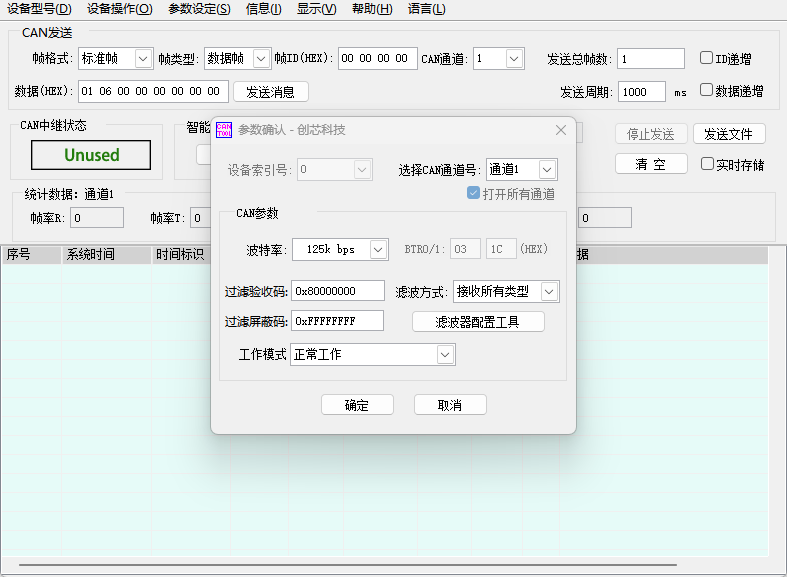 设备型号(D) 设备操作(O) 参数设定(S) 信息(I) 显示(V) 帮助(H) 语言(L)
CAN发送
帧格式: 标准帧 帧类型: 数据帧 帧ID(HEX): 00 00 00 00 CAN通道: 1 发送总帧数: 1 ID递增
数据(HEX): 01 06 00 00 00 00 00 00 发送消息 发送周期: 1000 ms 数据递增
CAN中继状态 智能
Unused
停止发送 发送文件
清 空 实时存储
统计数据: 通道1
帧率R: 0 帧率T: 0 0
序号 系统时间 时间标识 据
CAN TOOL 参数确认 - 创芯科技
设备索引号: 0 选择CAN通道号: 通道1
打开所有通道
CAN参数
波特率: 125k bps BTR0/1: 03 1C (HEX)
过滤验收码: 0x80000000 滤波方式: 接收所有类型
过滤屏蔽码: 0xFFFFFFFF 滤波器配置工具
工作模式 正常工作
确定 取消